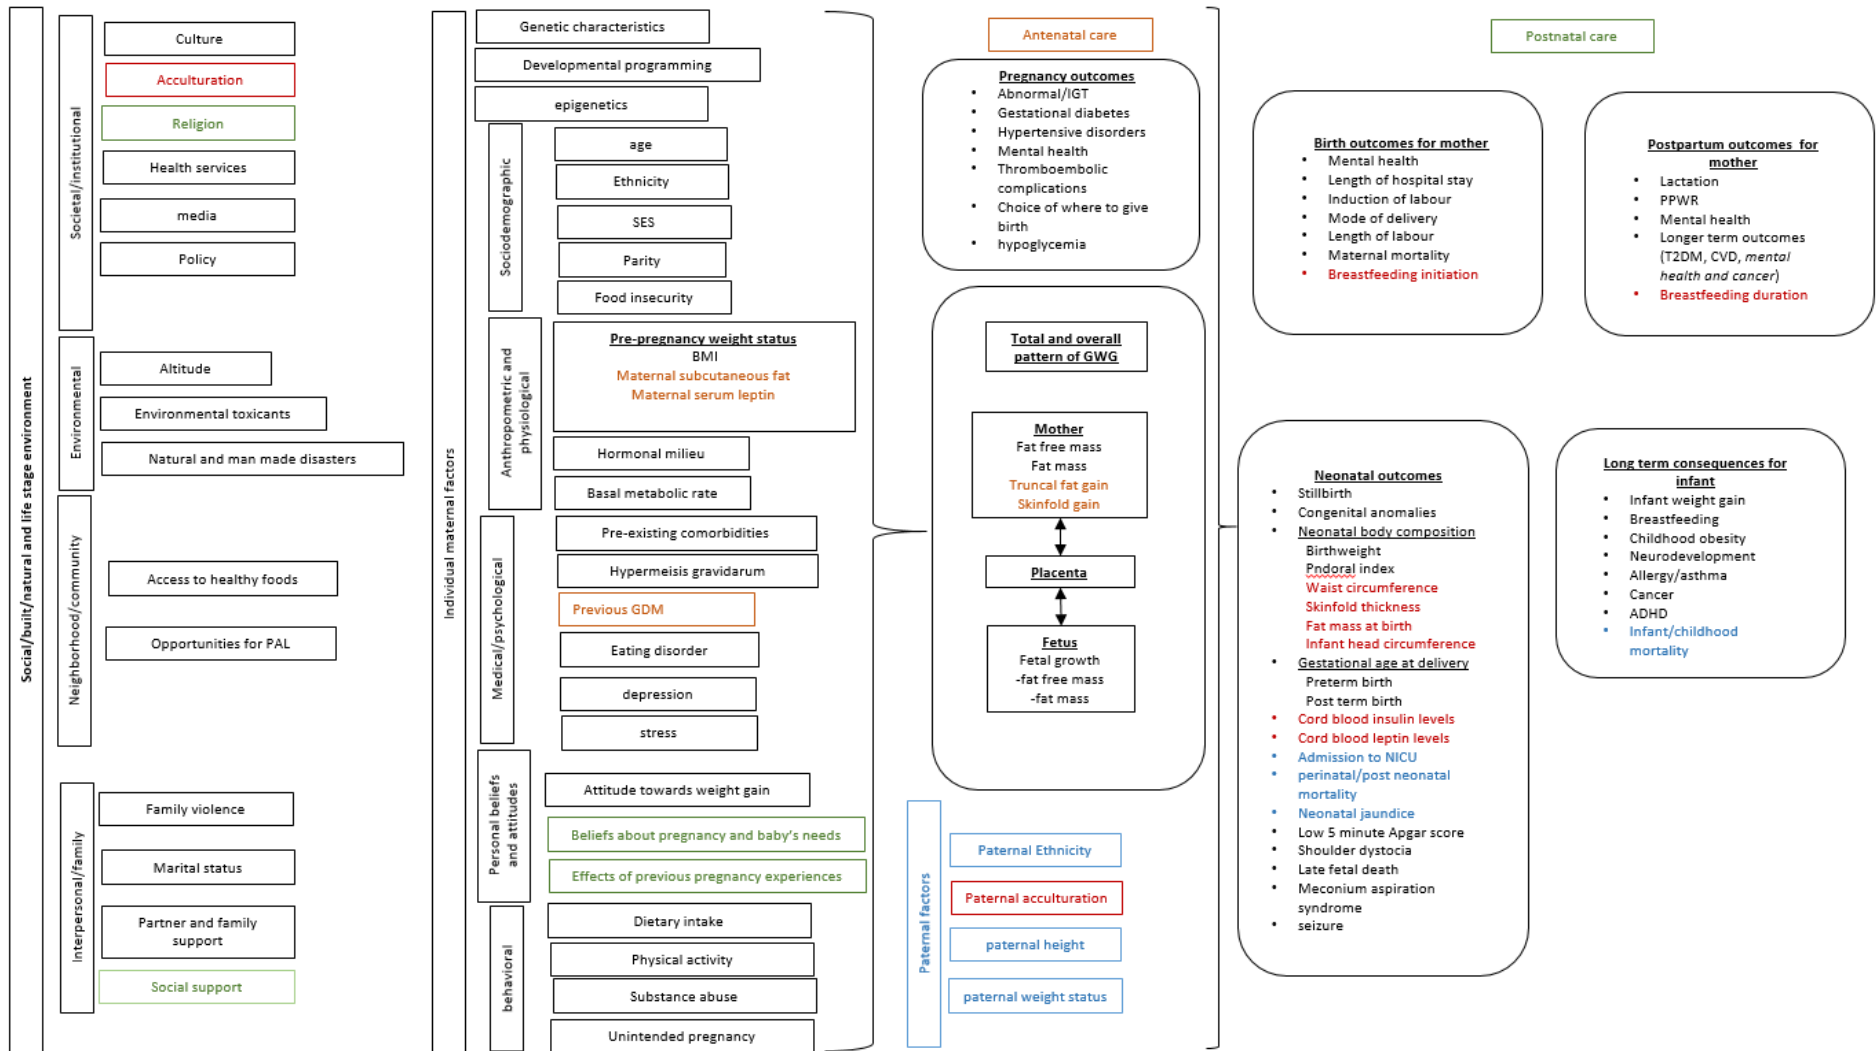 Social/built/natural and life stage environment
Societal/institutional
Culture
Acculturation
Religion
Health services
media
Policy
Environmental
Altitude
Environmental toxicants
Natural and man made disasters
Neighborhood/community
Access to healthy foods
Opportunities for PAL
Interpersonal/family
Family violence
Marital status
Partner and family
support
Social support
Individual maternal factors
Genetic characteristics
Developmental programming
epigenetics
Sociodemographic
age
Ethnicity
SES
Parity
Food insecurity
Anthropometric and
physiological
Pre-pregnancy weight status
BMI
Maternal subcutaneous fat
Maternal serum leptin
Hormonal milieu
Basal metabolic rate
Medical/psychological
Pre-existing comorbidities
Hypermeisis gravidarum
Previous GDM
Eating disorder
depression
stress
Personal beliefs
and attitudes
Attitude towards weight gain
Beliefs about pregnancy and baby's needs
Effects of previous pregnancy experiences
behavioral
Dietary intake
Physical activity
Substance abuse
Unintended pregnancy
Antenatal care
Pregnancy outcomes
• Abnormal/IGT
• Gestational diabetes
• Hypertensive disorders
• Mental health
• Thromboembolic
complications
• Choice of where to give
birth
• hypoglycemia
Total and overall
pattern of GWG
Mother
Fat free mass
Fat mass
Truncal fat gain
Skinfold gain
Placenta
Fetus
Fetal growth
-fat free mass
-fat mass
Paternal factors
Paternal Ethnicity
Paternal acculturation
paternal height
paternal weight status
Postnatal care
Birth outcomes for mother
• Mental health
• Length of hospital stay
• Induction of labour
• Mode of delivery
• Length of labour
• Maternal mortality
• Breastfeeding initiation
Postpartum outcomes for
mother
• Lactation
• PPWR
• Mental health
• Longer term outcomes
(T2DM, CVD, mental
health and cancer)
• Breastfeeding duration
Neonatal outcomes
• Stillbirth
• Congenital anomalies
• Neonatal body composition
Birthweight
Pndoral index
Waist circumference
Skinfold thickness
Fat mass at birth
Infant head circumference
• Gestational age at delivery
Preterm birth
Post term birth
• Cord blood insulin levels
• Cord blood leptin levels
• Admission to NICU
• perinatal/post neonatal
mortality
• Neonatal jaundice
• Low 5 minute Apgar score
• Shoulder dystocia
• Late fetal death
• Meconium aspiration
syndrome
• seizure
Long term consequences for
infant
• Infant weight gain
• Breastfeeding
• Childhood obesity
• Neurodevelopment
• Allergy/asthma
• Cancer
• ADHD
• Infant/childhood
mortality